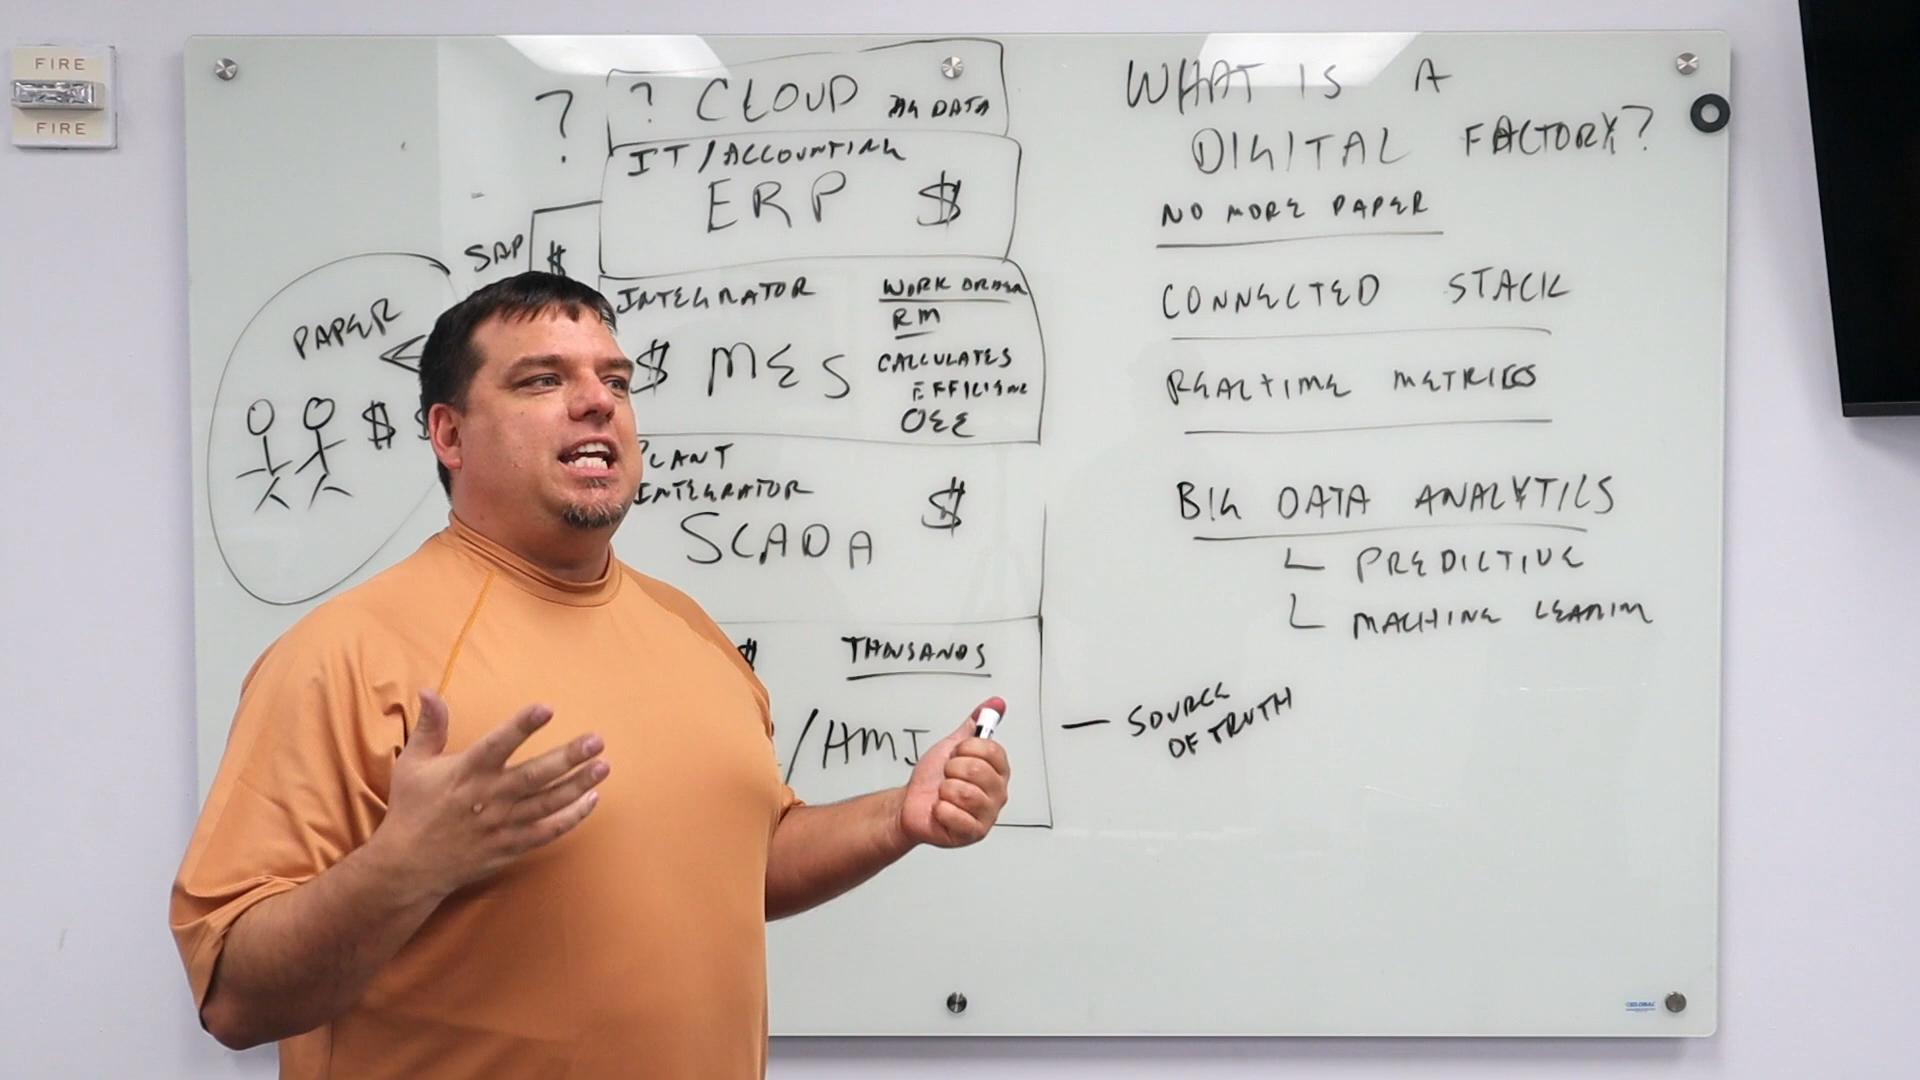 FIRE
FIRE
?
? CLOUD
IT/ACCOUNTING
ERP $
SAP
$
PAPER
$
INTEGRATOR
$ MES
WORK ORDER
RM
CALCULATES
OEE
PLANT
INTEGRATOR
$
SCADA
THOUSANDS
/HMI
— SOURCE
OF TRUTH
WHAT IS A
DIGITAL FACTORY?
NO MORE PAPER
CONNECTED STACK
REALTIME METRICS
BIG DATA ANALYTICS
PREDICTIVE
MACHINE
GLOBAL